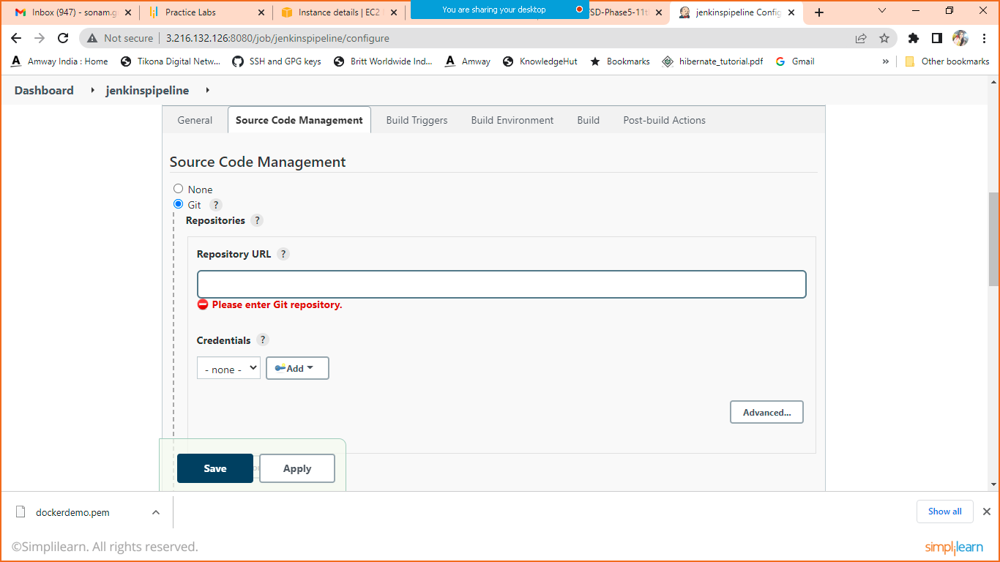 Inbox (947) - sonam.g
Practice Labs
Instance details | EC2
You are sharing your desktop
FSD-Phase5-11th
jenkinspipeline Config
Not secure
3.216.132.126:8080/job/jenkinspipeline/configure
Amway India : Home
Tikona Digital Netw...
SSH and GPG keys
Britt Worldwide Ind...
Amway
KnowledgeHut
Bookmarks
hibernate_tutorial.pdf
Gmail
»
Other bookmarks
Dashboard
jenkinspipeline
General
Source Code Management
Build Triggers
Build Environment
Build
Post-build Actions
Source Code Management
None
Git ?
Repositories ?
Repository URL ?
Please enter Git repository.
Credentials ?
- none -
Add
Advanced...
Save
Apply
dockerdemo.pem
Show all
©Simplilearn. All rights reserved.
simplilearn